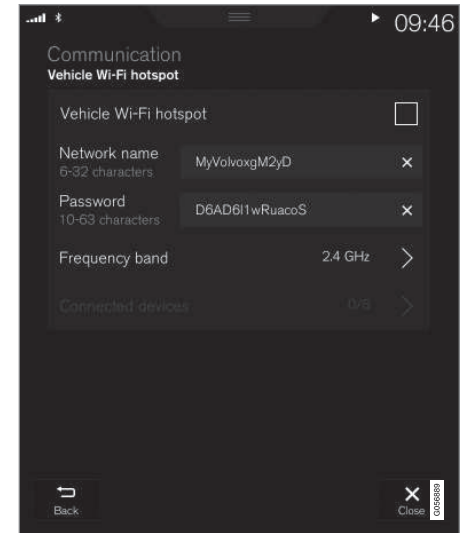 09:46
Communication
Vehicle Wi-Fi hotspot
Vehicle Wi-Fi hotspot
Network name
6-32 characters
MyVolvoxgM2yD
Password
10-63 characters
D6AD6I1wRuacoS
Frequency band 2.4 GHz
Connected devices 0/8
Back
Close
G056889